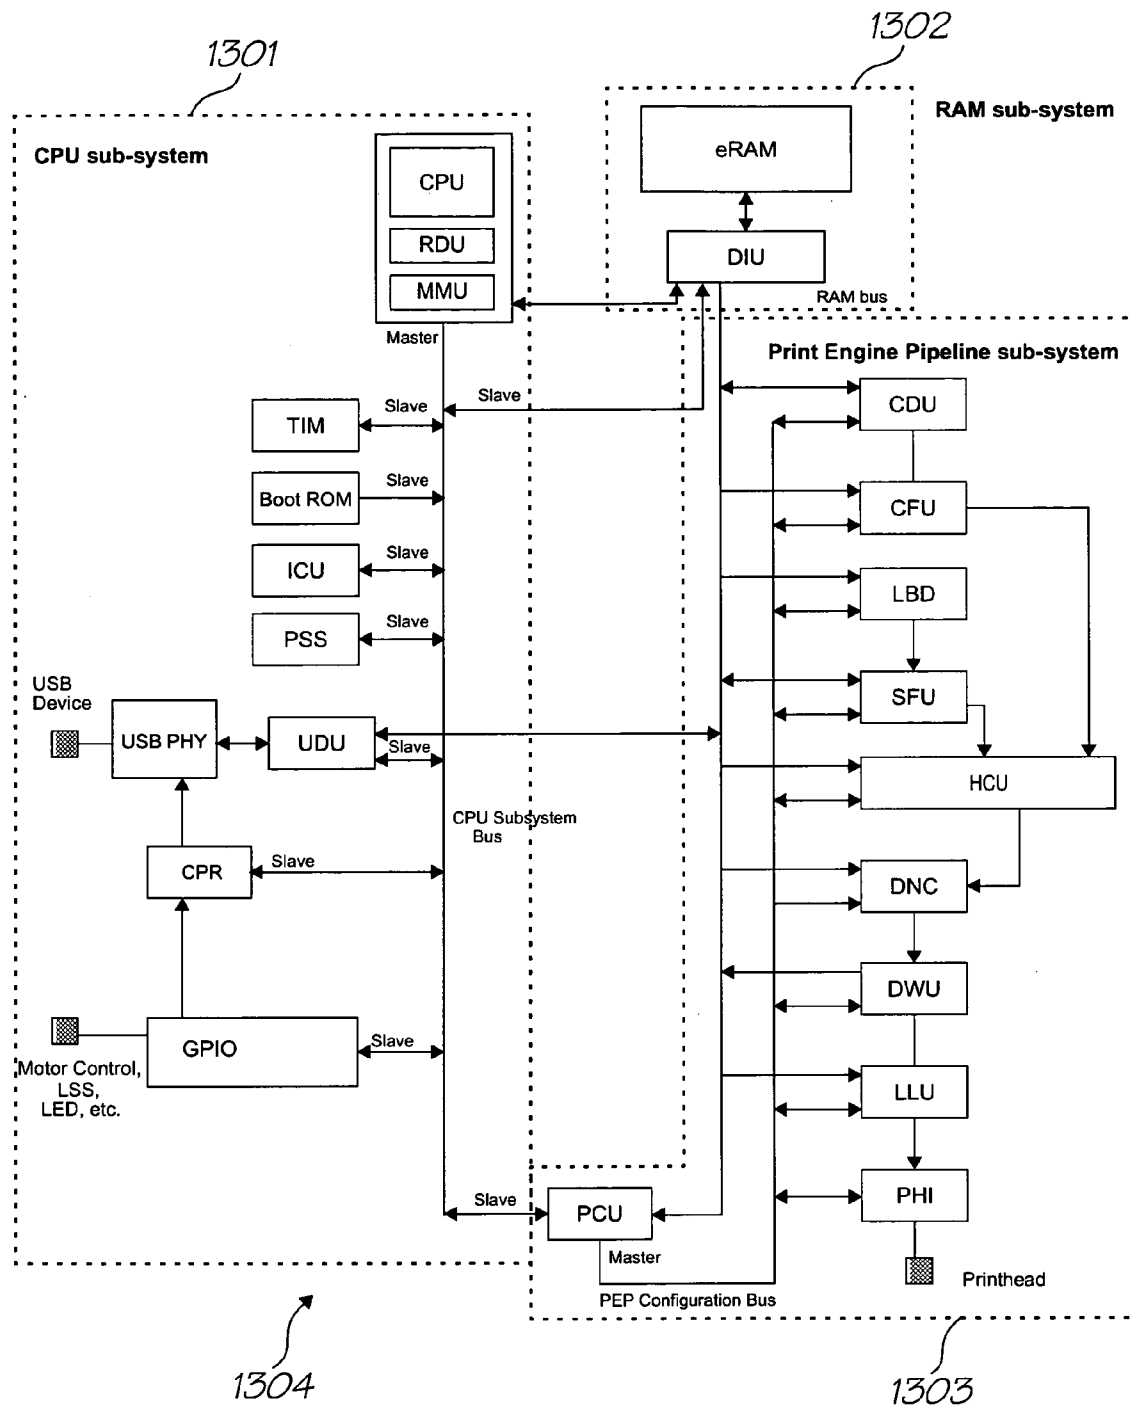 1301
1302
CPU sub-system
RAM sub-system
CPU
RDU
MMU
Master
eRAM
DIU
RAM bus
Print Engine Pipeline sub-system
Slave
TIM
Slave
Boot ROM
Slave
ICU
Slave
PSS
Slave
USB
Device
USB PHY
UDU
Slave
CPU Subsystem
Bus
CPR
Slave
GPIO
Slave
Motor Control,
LSS,
LED, etc.
CDU
CFU
LBD
SFU
HCU
DNC
DWU
LLU
PHI
Printhead
Slave
PCU
Master
PEP Configuration Bus
1304
1303